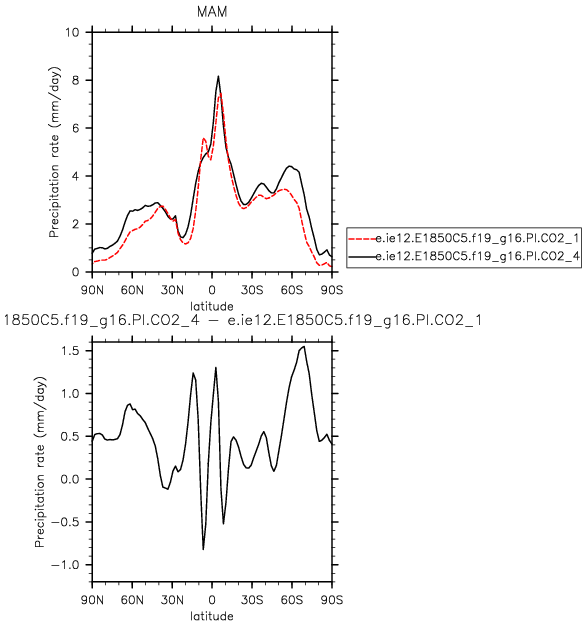 MAM
10
8
6
4
2
0
Precipitation rate (mm/day)
90N 60N 30N 0 30S 60S 90S
latitude
e.ie12.E1850C5.f19_g16.PI.CO2_1
e.ie12.E1850C5.f19_g16.PI.CO2_4
1850C5.f19_g16.PI.CO2_4 − e.ie12.E1850C5.f19_g16.PI.CO2_1
1.5
1.0
0.5
0.0
−0.5
−1.0
Precipitation rate (mm/day)
90N 60N 30N 0 30S 60S 90S
latitude